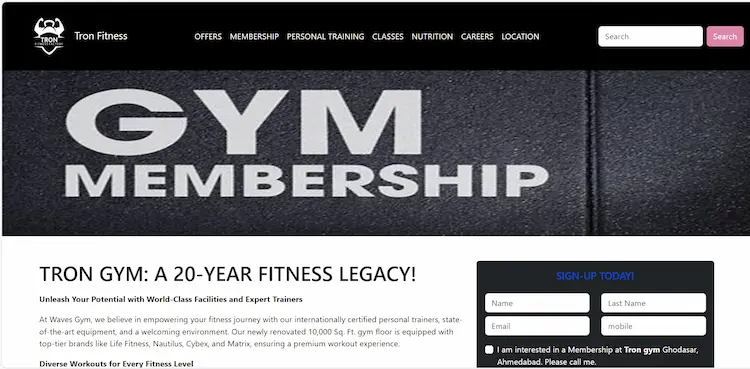 TRON
FITNESS FACTORY
Tron Fitness
OFFERS MEMBERSHIP PERSONAL TRAINING CLASSES NUTRITION CAREERS LOCATION
Search
Search
GYM
MEMBERSHIP
TRON GYM: A 20-YEAR FITNESS LEGACY!
Unleash Your Potential with World-Class Facilities and Expert Trainers
At Waves Gym, we believe in empowering your fitness journey with our internationally certified personal trainers, state-
of-the-art equipment, and a welcoming environment. Our newly renovated 10,000 Sq. Ft. gym floor is equipped with
top-tier brands like Life Fitness, Nautilus, Cybex, and Matrix, ensuring a premium workout experience.
Diverse Workouts for Every Fitness Level
SIGN-UP TODAY!
Name
Last Name
Email
mobile
I am interested in a Membership at Tron gym Ghodasar,
Ahmedabad. Please call me.